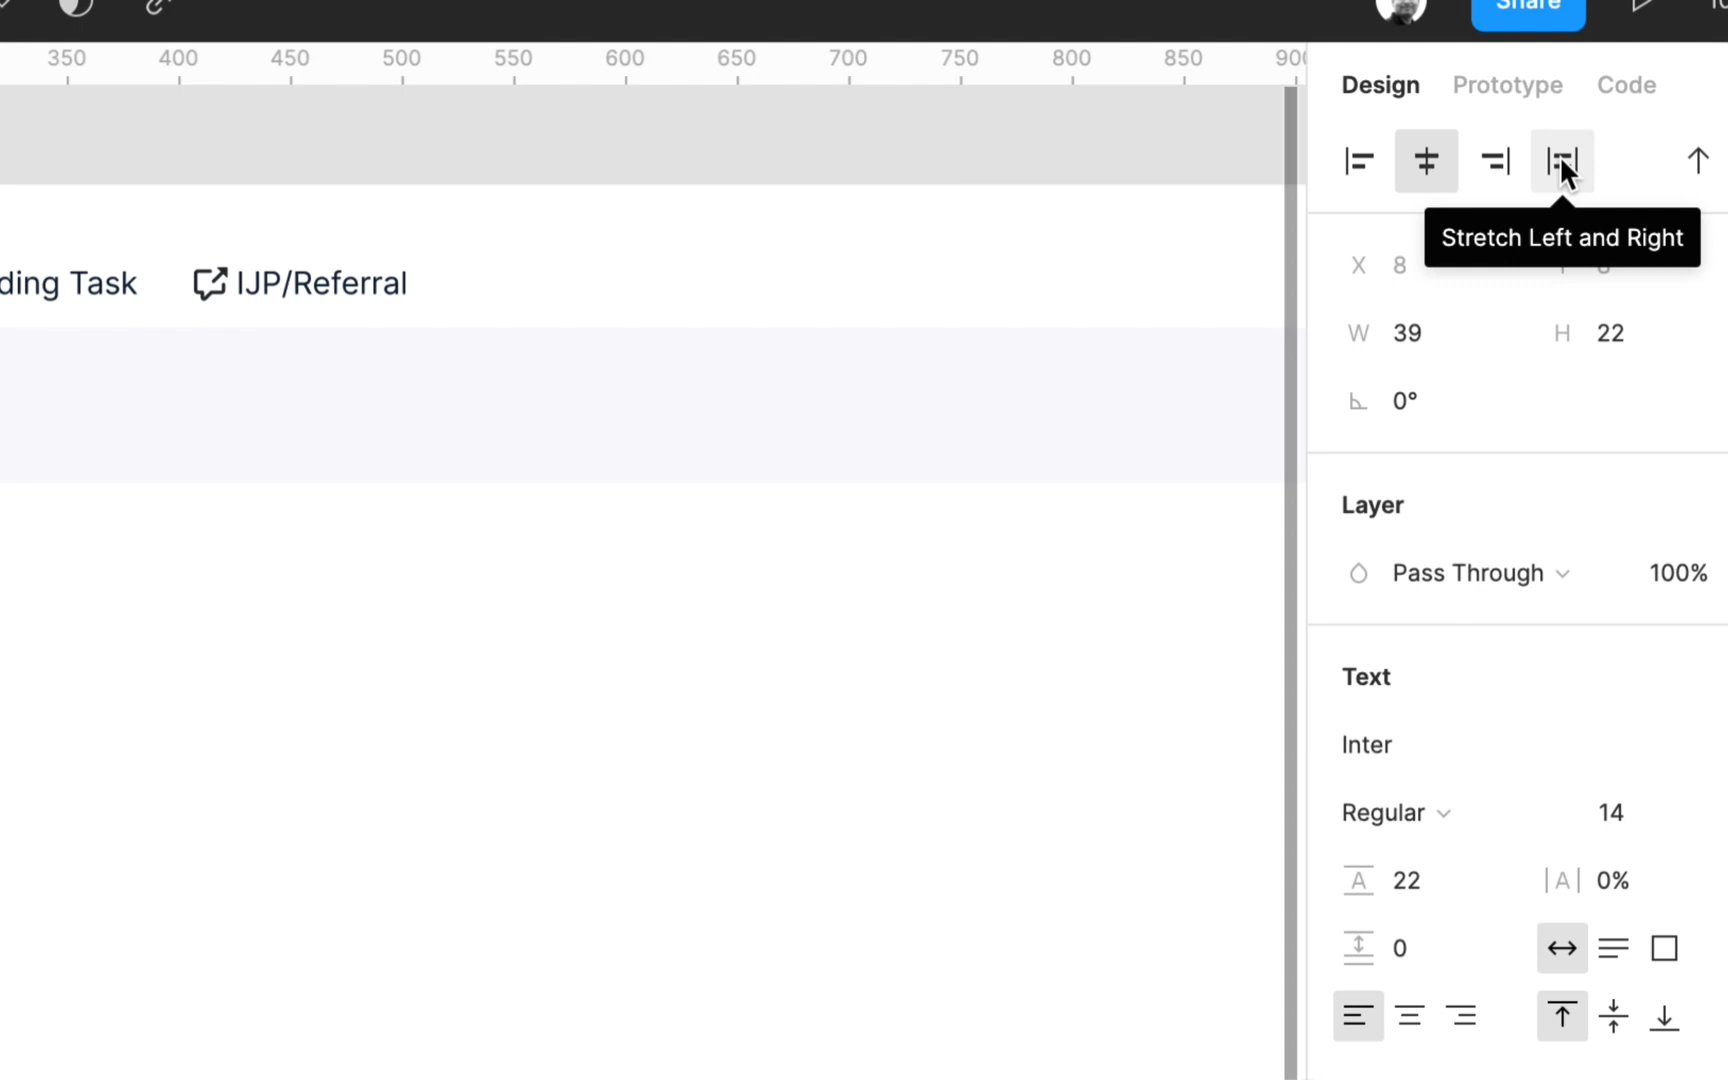 Share
350 400 450 500 550 600 650 700 750 800 850
Design Prototype Code
Stretch Left and Right
ding Task IJP/Referral
X 8
W 39 H 22
0°
Layer
Pass Through 100%
Text
Inter
Regular 14
A 22 |A| 0%
0